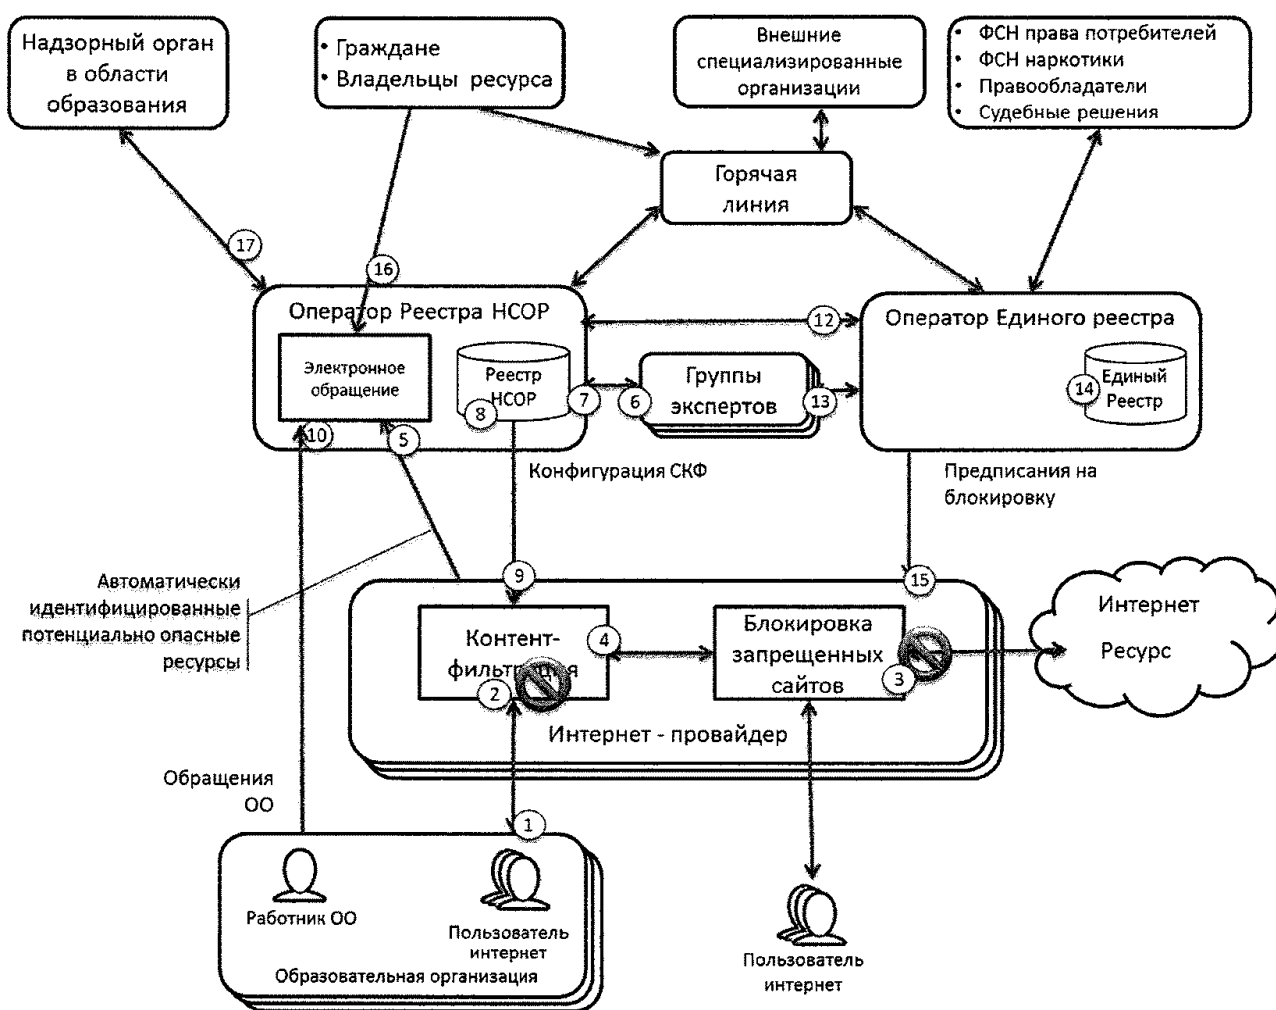 Надзорный орган
в области
образования
• Граждане
• Владельцы ресурса
Внешние
специализированные
организации
• ФСН права потребителей
• ФСН наркотики
• Правообладатели
• Судебные решения
Горячая
линия
17
16
Оператор Реестра НСОР
12
Оператор Единого реестра
Электронное
обращение
Реестр
НСОР
8
7
6
Группы
экспертов
13
14
Единый
Реестр
10
5
Конфигурация СКФ
Предписания на
блокировку
Автоматически
идентифицированные
потенциально опасные
ресурсы
9
15
Контент-
фильтрация
2
4
Блокировка
запрещенных
сайтов
3
Интернет
Ресурс
Интернет - провайдер
Обращения
ОО
1
Работник ОО
Пользователь
интернет
Образовательная организация
Пользователь
интернет